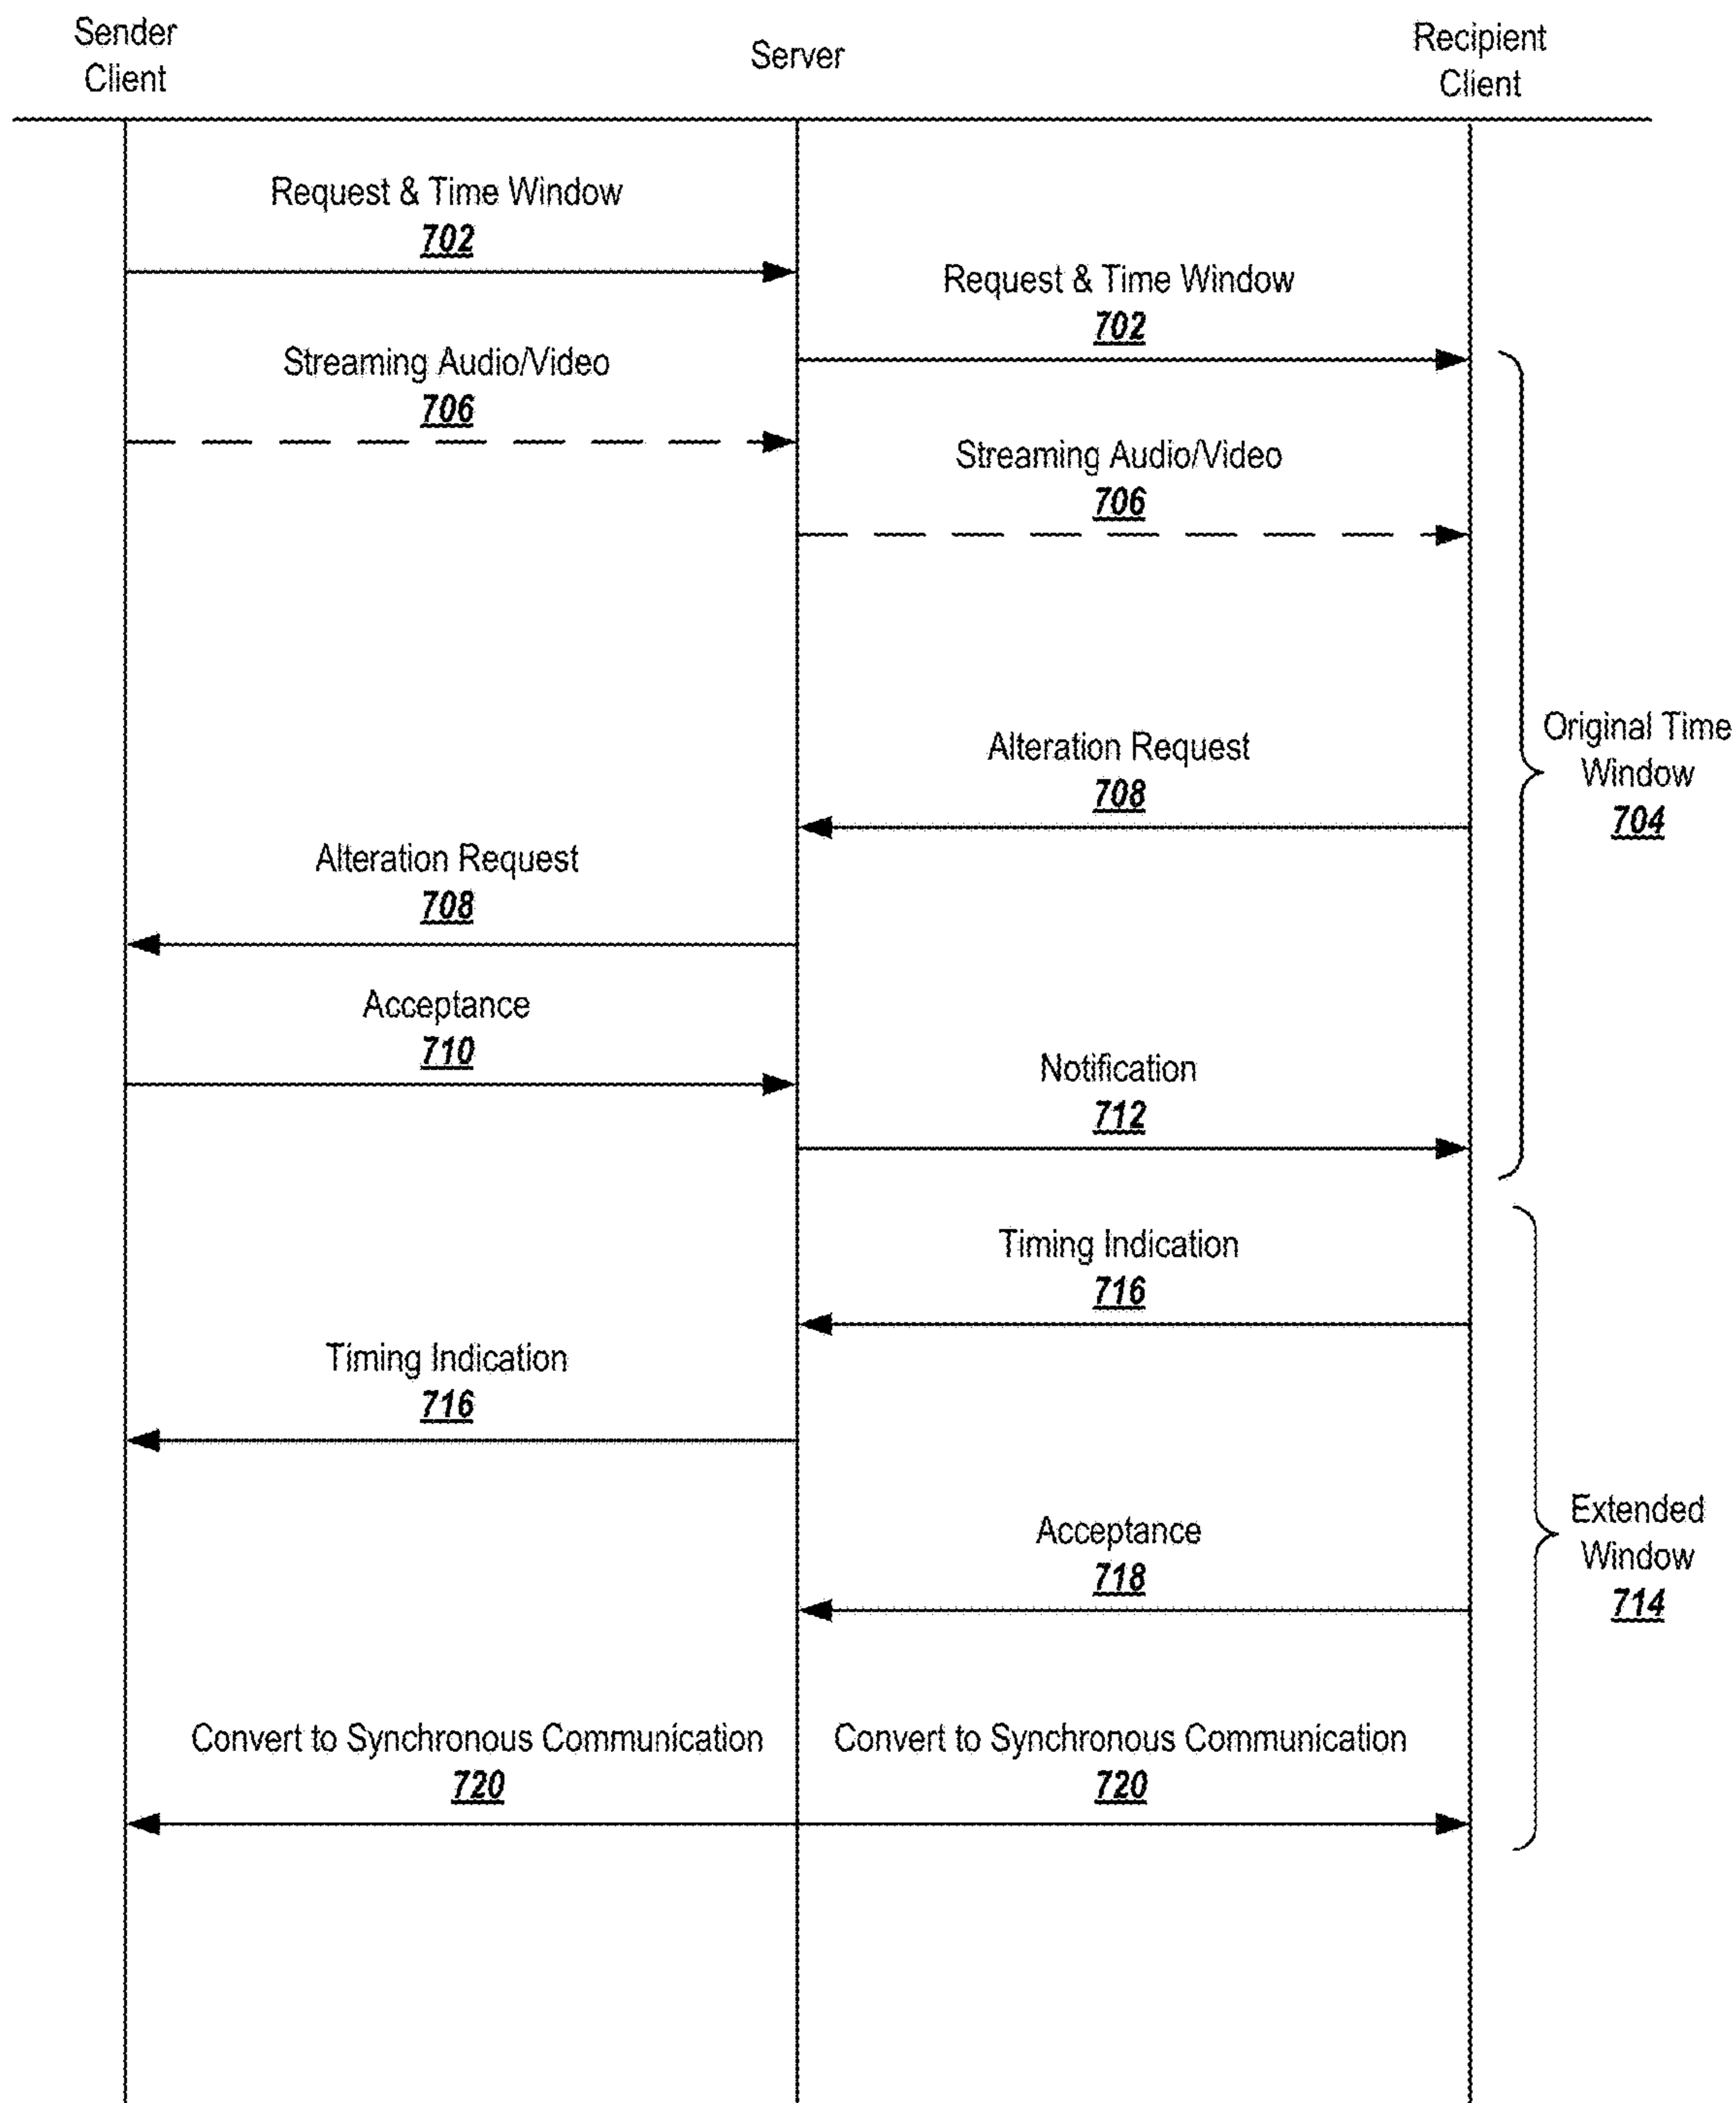 Sender
Client
Server
Recipient
Client
Request & Time Window
702
Request & Time Window
702
Streaming Audio/Video
706
Streaming Audio/Video
706
Original Time
Window
704
Alteration Request
708
Alteration Request
708
Acceptance
710
Notification
712
Timing Indication
716
Timing Indication
716
Extended
Window
714
Acceptance
718
Convert to Synchronous Communication
720
Convert to Synchronous Communication
720